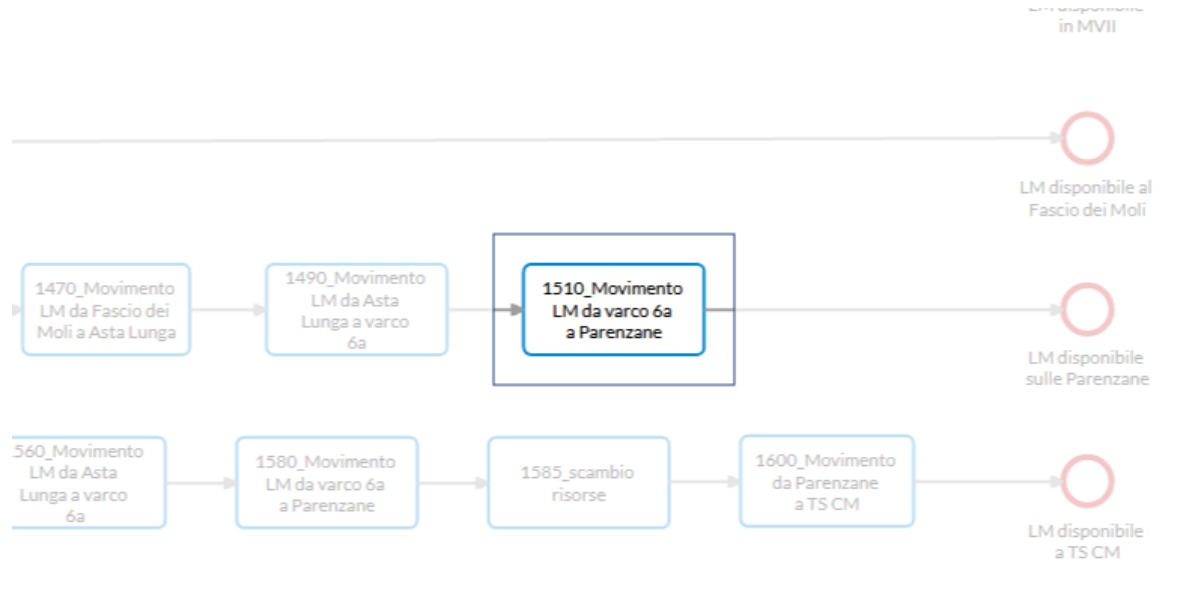 in MVII
LM disponibile al
Fascio dei Moli
1470_Movimento
LM da Fascio dei
Moli a Asta Lunga
1490_Movimento
LM da Asta
Lunga a varco
6a
1510_Movimento
LM da varco 6a
a Parenzane
LM disponibile
sulle Parenzane
560_Movimento
LM da Asta
Lunga a varco
6a
1580_Movimento
LM da varco 6a
a Parenzane
1585_scambio
risorse
1600_Movimento
da Parenzane
a TS CM
LM disponibile
a TS CM